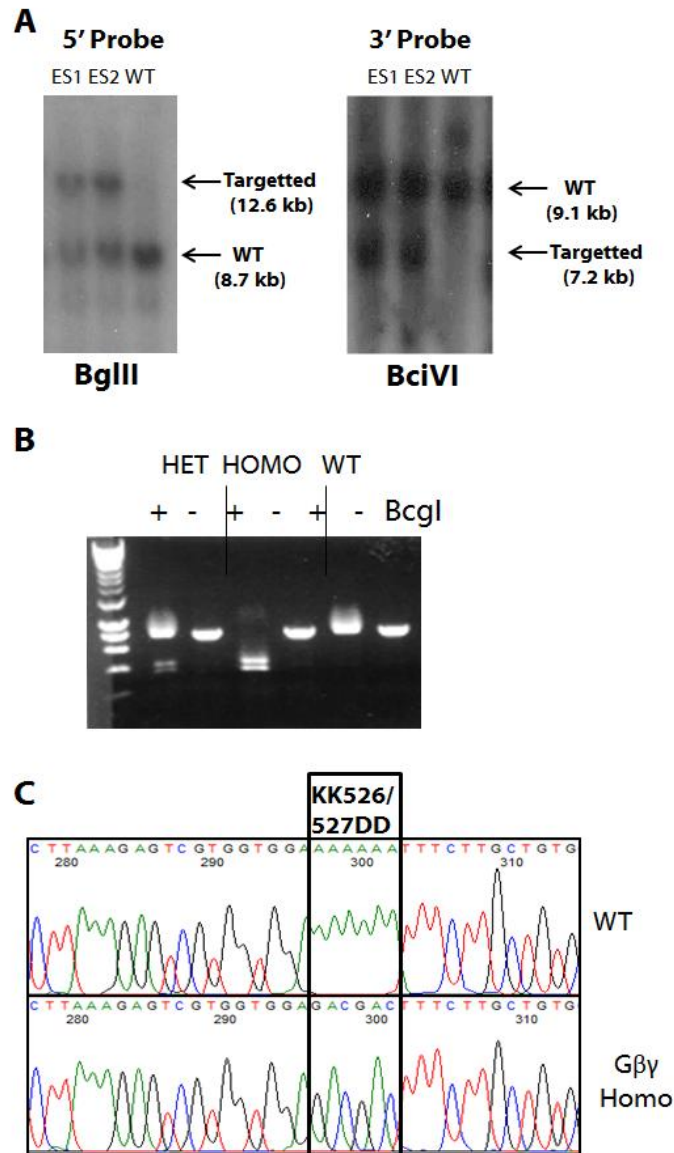 A
5’ Probe
3’ Probe
ES1 ES2 WT
ES1 ES2 WT
Targetted
(12.6 kb)
WT
(8.7 kb)
WT
(9.1 kb)
Targetted
(7.2 kb)
BglII
BciVI
B
HET HOMO WT
+ - + - + - BcgI
C
KK526/
527DD
C T T A A A G A G T C G T G G T G G A A A A A A A T T T C T T G C T G T G
280 290 300 310
WT
C T T A A A G A G T C G T G G T G G A G A C G A C T T T C T T G C T G T G
280 290 300 310
Gβγ
Homo